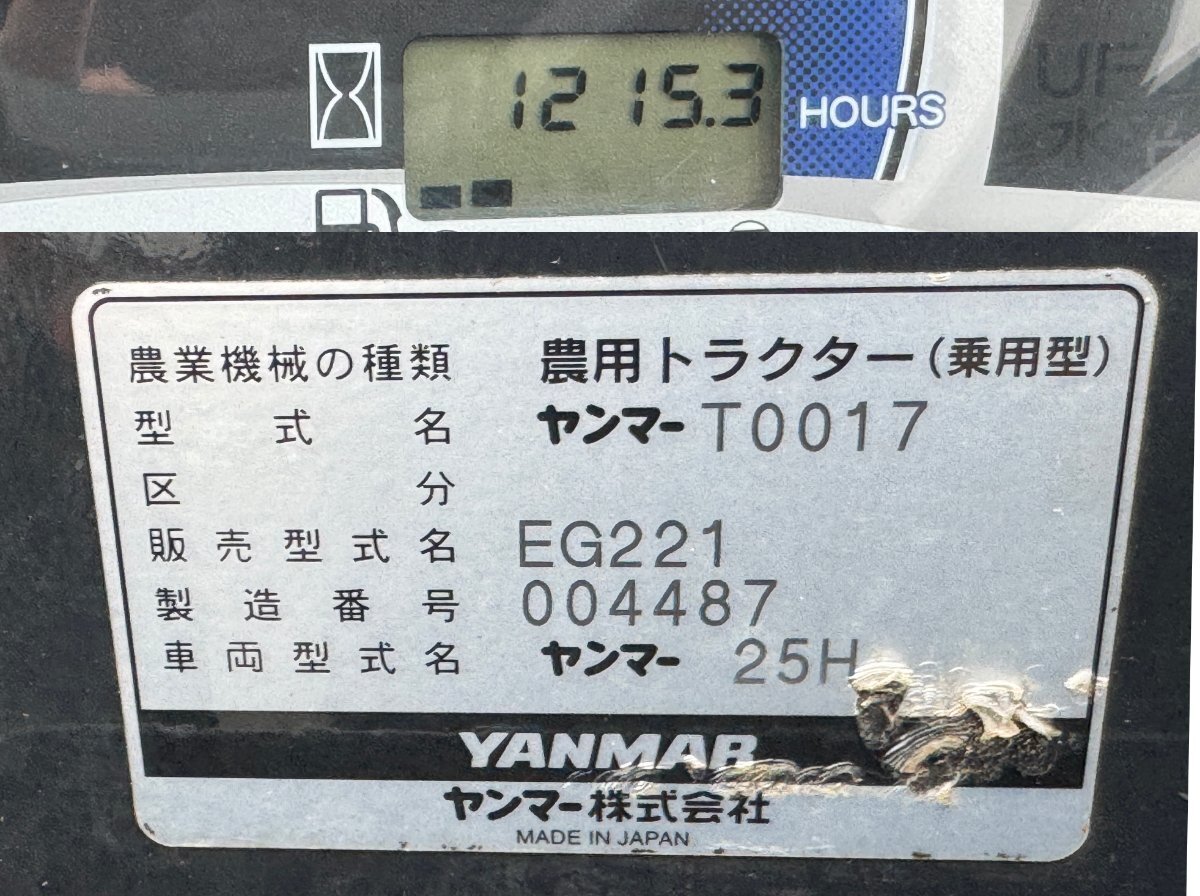 1215.3 HOURS
農業機械の種類 農用トラクター(乗用型)
型式名 ヤンマー T0017
区分
販売型式名 EG221
製造番号 004487
車両型式名 ヤンマー 25H
YANMAR
ヤンマー株式会社
MADE IN JAPAN